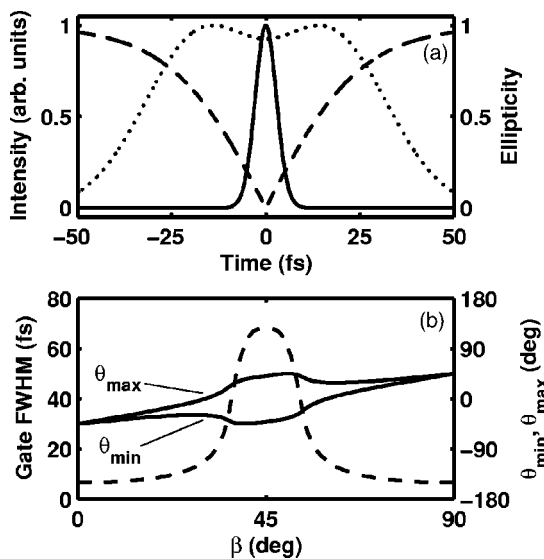 (a)
Intensity (arb. units)
1
0.5
0
1
0.5
0
Ellipticity
-50 -25 0 25 50
Time (fs)
(b)
Gate FWHM (fs)
80
60
40
20
0
180
90
0
-90
-180
θmin, θmax (deg)
θmax
θmin
0 45 90
β (deg)